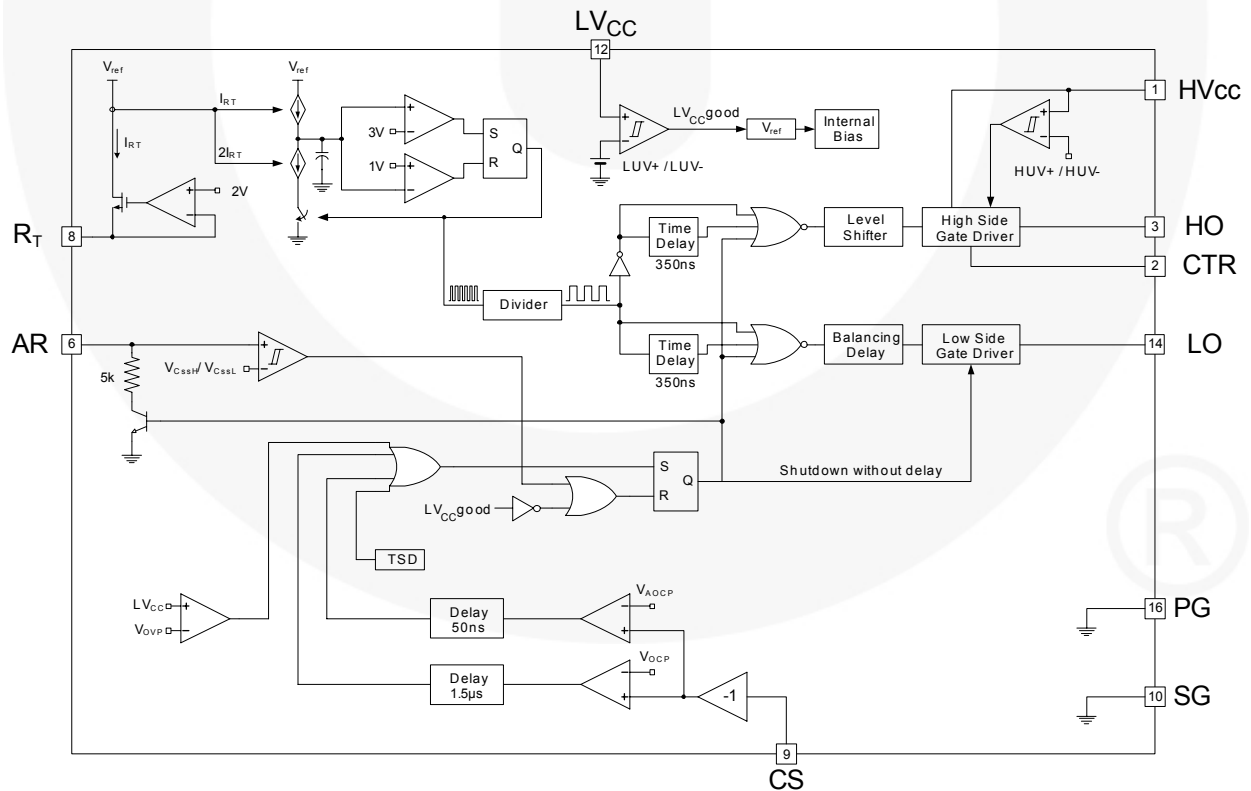 LVCC
12
Vref
IRT
Vref
IRT
2IRT
+
-
3V
+
-
1V
S
R
Q
+
-
2V
RT
8
+
-
LVCCgood
Vref
Internal
Bias
LUV+ / LUV-
+
-
HUV+ / HUV-
1
HVcc
Time
Delay
350ns
Level
Shifter
High Side
Gate Driver
3
HO
2
CTR
Divider
Time
Delay
350ns
Balancing
Delay
Low Side
Gate Driver
14
LO
AR
6
5k
+
-
VCssH/ VCssL
S
R
Q
Shutdown without delay
LVCCgood
TSD
LVCC
+
VOVP
-
Delay
50ns
-
+
VAOCP
Delay
1.5μs
-
+
VOCP
-1
16
PG
10
SG
9
CS
®